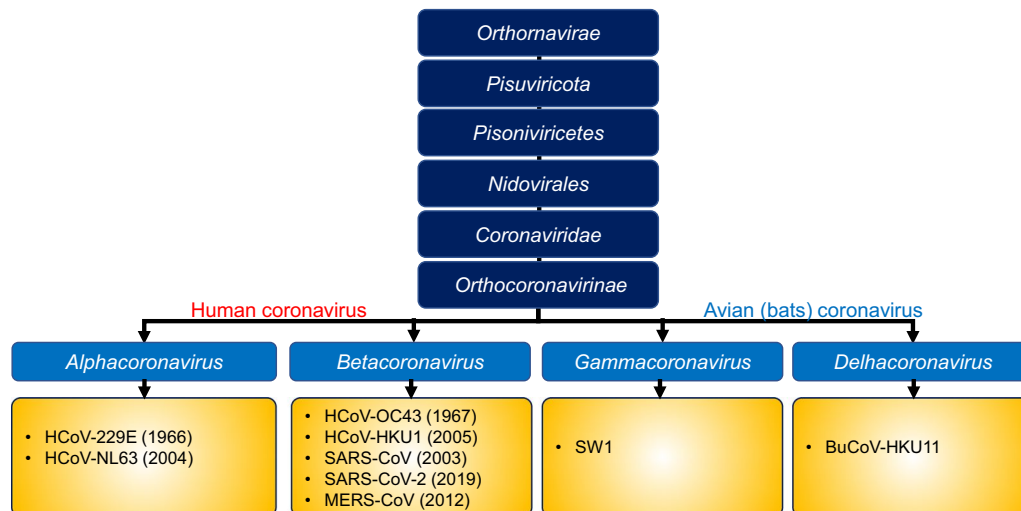 Orthornavirae
Pisuviricota
Pisoniviricetes
Nidovirales
Coronaviridae
Orthocoronavirinae
Human coronavirus
Avian (bats) coronavirus
Alphacoronavirus
Betacoronavirus
Gammacoronavirus
Delhacoronavirus
• HCoV-229E (1966)
• HCoV-NL63 (2004)
• HCoV-OC43 (1967)
• HCoV-HKU1 (2005)
• SARS-CoV (2003)
• SARS-CoV-2 (2019)
• MERS-CoV (2012)
• SW1
• BuCoV-HKU11